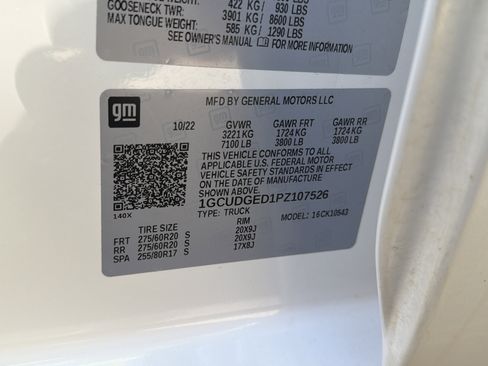 422 KG / 930 LBS
GOOSENECK TWR: 3901 KG / 8600 LBS
MAX TONGUE WEIGHT: 585 KG / 1290 LBS
SEE OWNER'S MANUAL FOR MORE INFORMATION
gm
MFD BY GENERAL MOTORS LLC
10/22 GVWR GAWR FRT GAWR RR
3221 KG 1724 KG 1724 KG
7100 LB 3800 LB 3800 LB
THIS VEHICLE CONFORMS TO ALL
APPLICABLE U.S. FEDERAL MOTOR
VEHICLE SAFETY STANDARDS IN EFFECT
ON THE DATE OF MANUFACTURE
SHOWN ABOVE.
1GCUDGED1PZ107526
TYPE: TRUCK MODEL: 16CK10543
140X
TIRE SIZE RIM
FRT 275/60R20 S 20X9J
RR 275/60R20 S 20X9J
SPA 255/80R17 S 17X8J